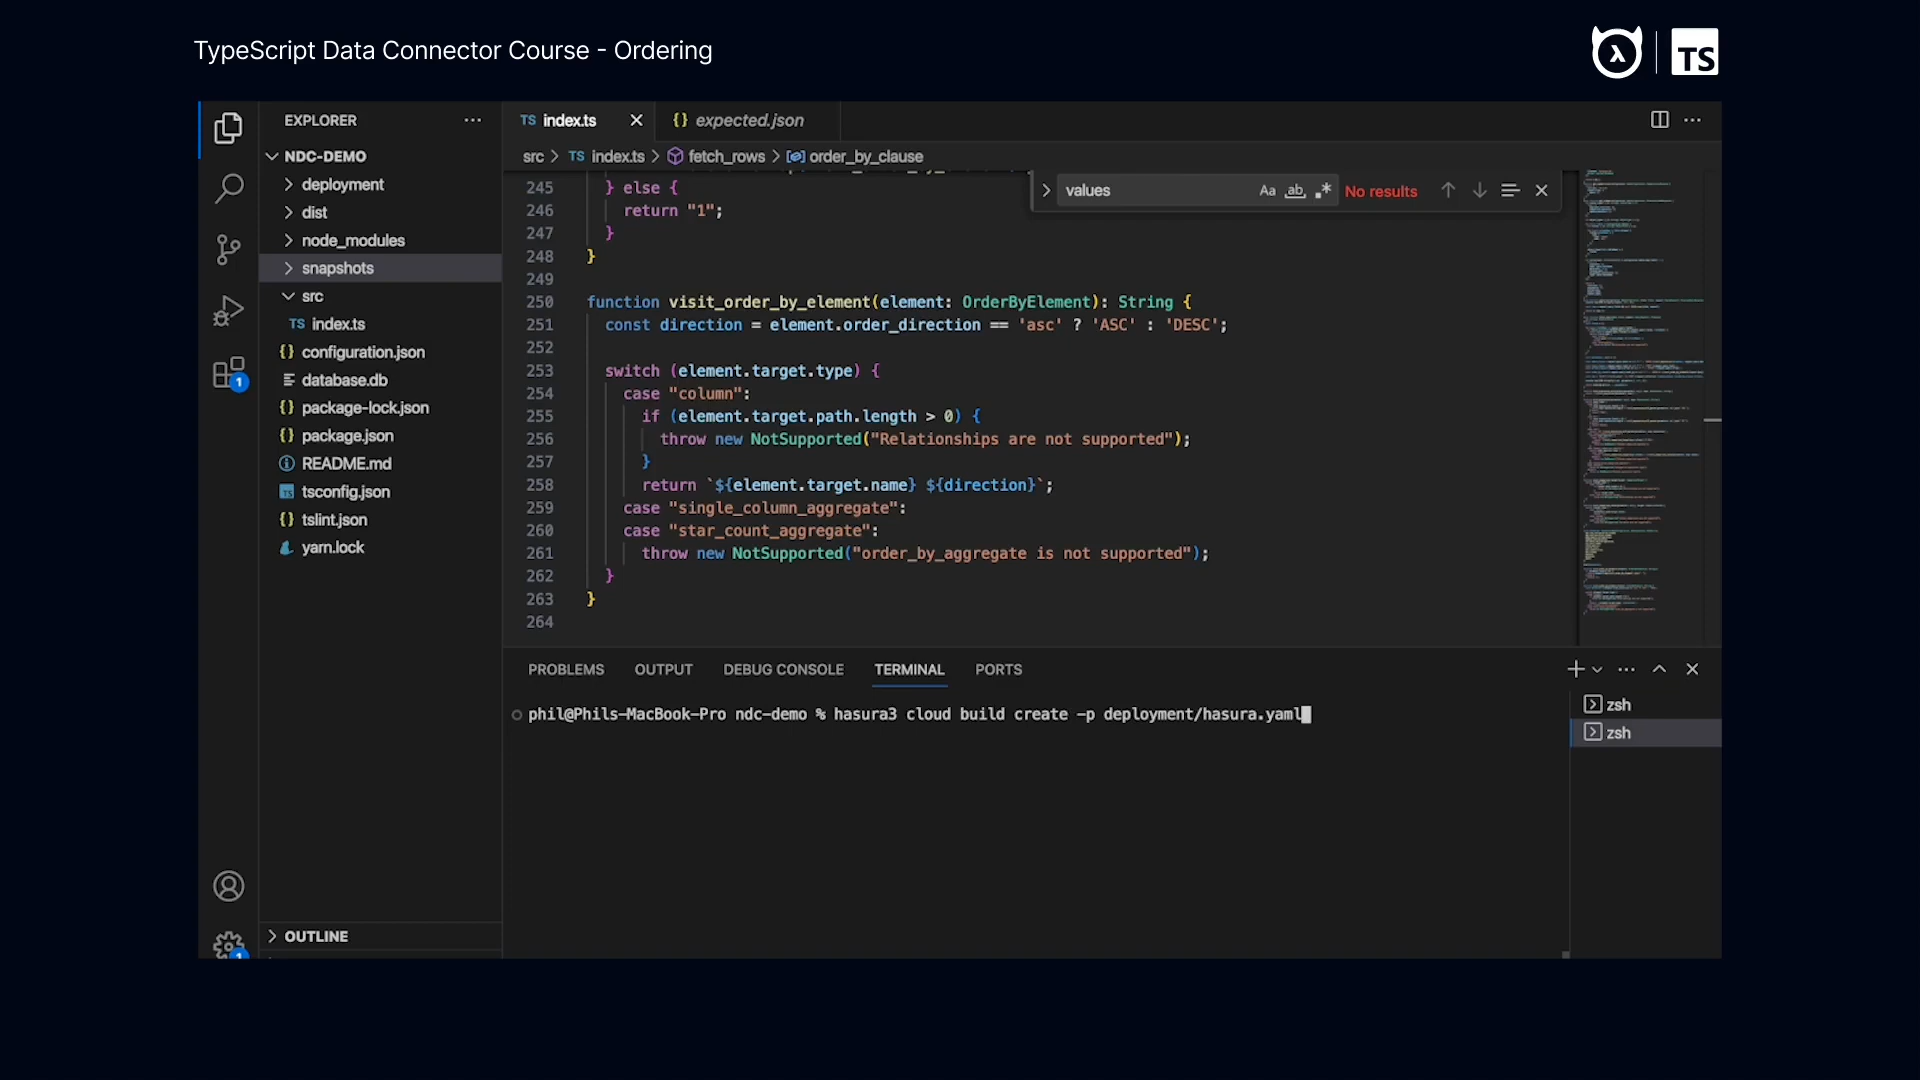 TypeScript Data Connector Course - Ordering
TS
EXPLORER
NDC-DEMO
deployment
dist
node_modules
snapshots
src
TS index.ts
{} configuration.json
database.db
{} package-lock.json
{} package.json
README.md
TS tsconfig.json
{} tslint.json
yarn.lock
OUTLINE
1
1
TS index.ts
{} expected.json
src > TS index.ts > fetch_rows > order_by_clause
values Aa ab .* No results
245 } else {
246 return "1";
247 }
248 }
249
250 function visit_order_by_element(element: OrderByElement): String {
251 const direction = element.order_direction == 'asc' ? 'ASC' : 'DESC';
252
253 switch (element.target.type) {
254 case "column":
255 if (element.target.path.length > 0) {
256 throw new NotSupported("Relationships are not supported");
257 }
258 return `${element.target.name} ${direction}`;
259 case "single_column_aggregate":
260 case "star_count_aggregate":
261 throw new NotSupported("order_by_aggregate is not supported");
262 }
263 }
264
PROBLEMS OUTPUT DEBUG CONSOLE TERMINAL PORTS
phil@Phils-MacBook-Pro ndc-demo % hasura3 cloud build create -p deployment/hasura.yaml
zsh
zsh